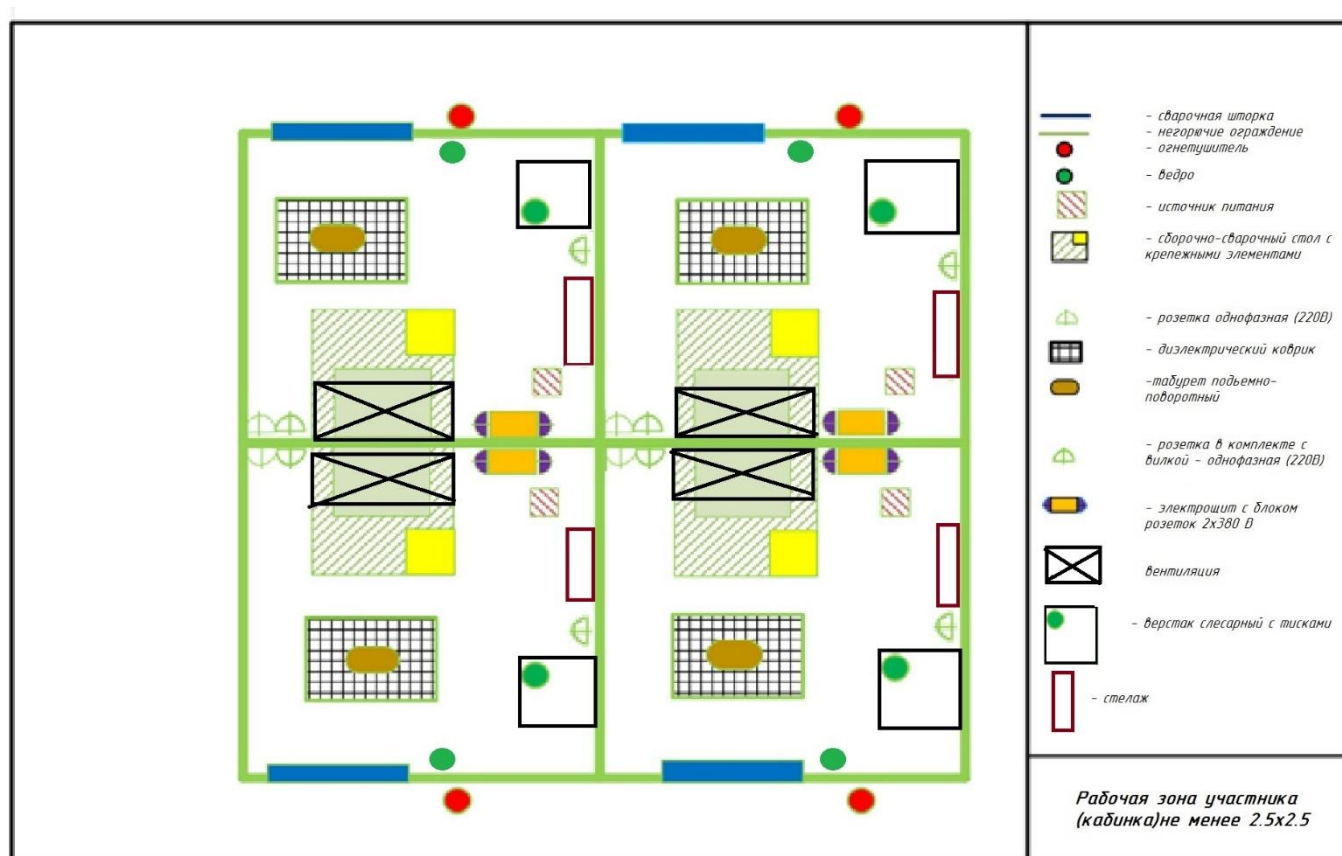 - сварочная шторка
- негорючие ограждение
- огнетушитель
- ведро
- источник питания
- сборочно-сварочный стол с
крепежными элементами
- розетка однофазная (220В)
- диэлектрический коврик
-табурет подьемно-
поворотный
- розетка в комплекте с
вилкой - однофазная (220В)
- электрощит с блоком
розеток 2х380 В
вентиляция
- верстак слесарный с тисками
- стелаж
Рабочая зона участника
(кабинка)не менее 2.5х2.5